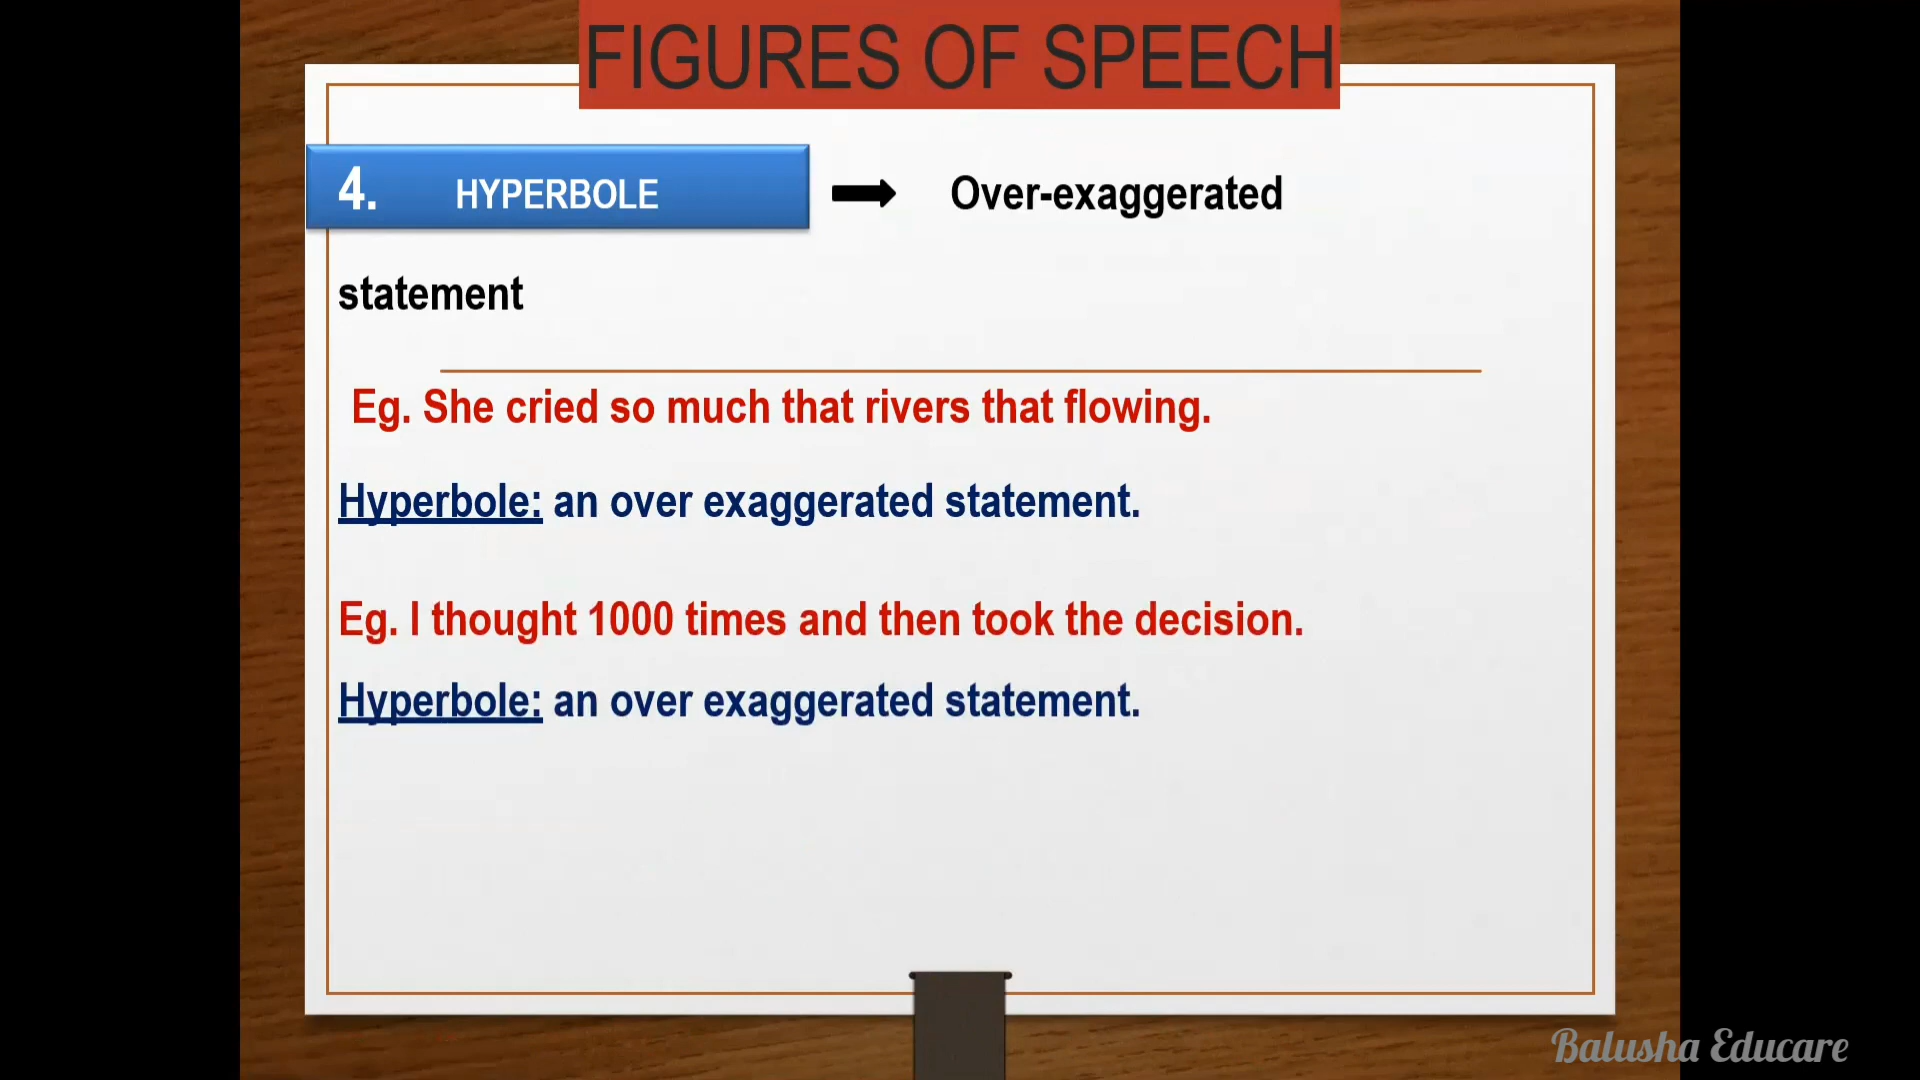 FIGURES OF SPEECH
4. HYPERBOLE Over-exaggerated
statement
Eg. She cried so much that rivers that flowing.
Hyperbole: an over exaggerated statement.
Eg. I thought 1000 times and then took the decision.
Hyperbole: an over exaggerated statement.
Balusha Educare